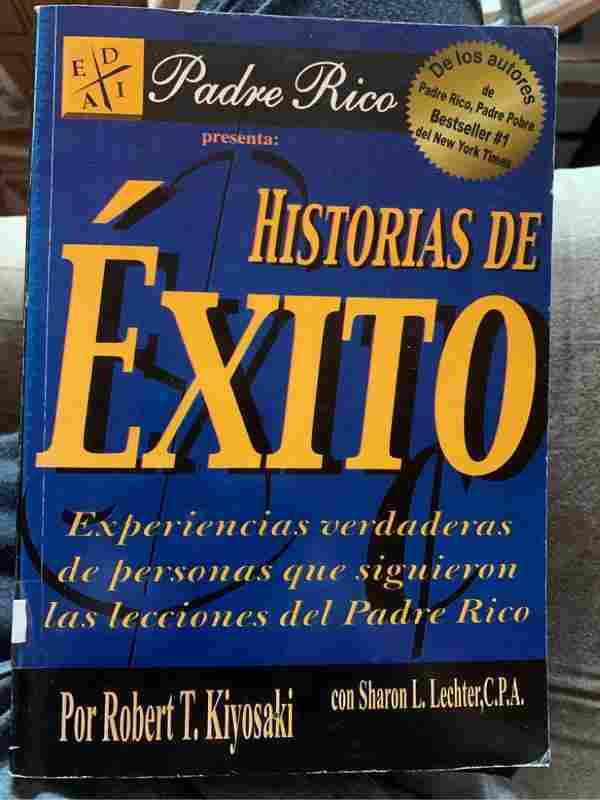 E D
A I
Padre Rico
presenta:
De los autores
de
Padre Rico, Padre Pobre
Bestseller #1
del New York Times
HISTORIAS DE
ÉXITO
Experiencias verdaderas
de personas que siguieron
las lecciones del Padre Rico
Por Robert T. Kiyosaki
con Sharon L. Lechter,C.P.A.